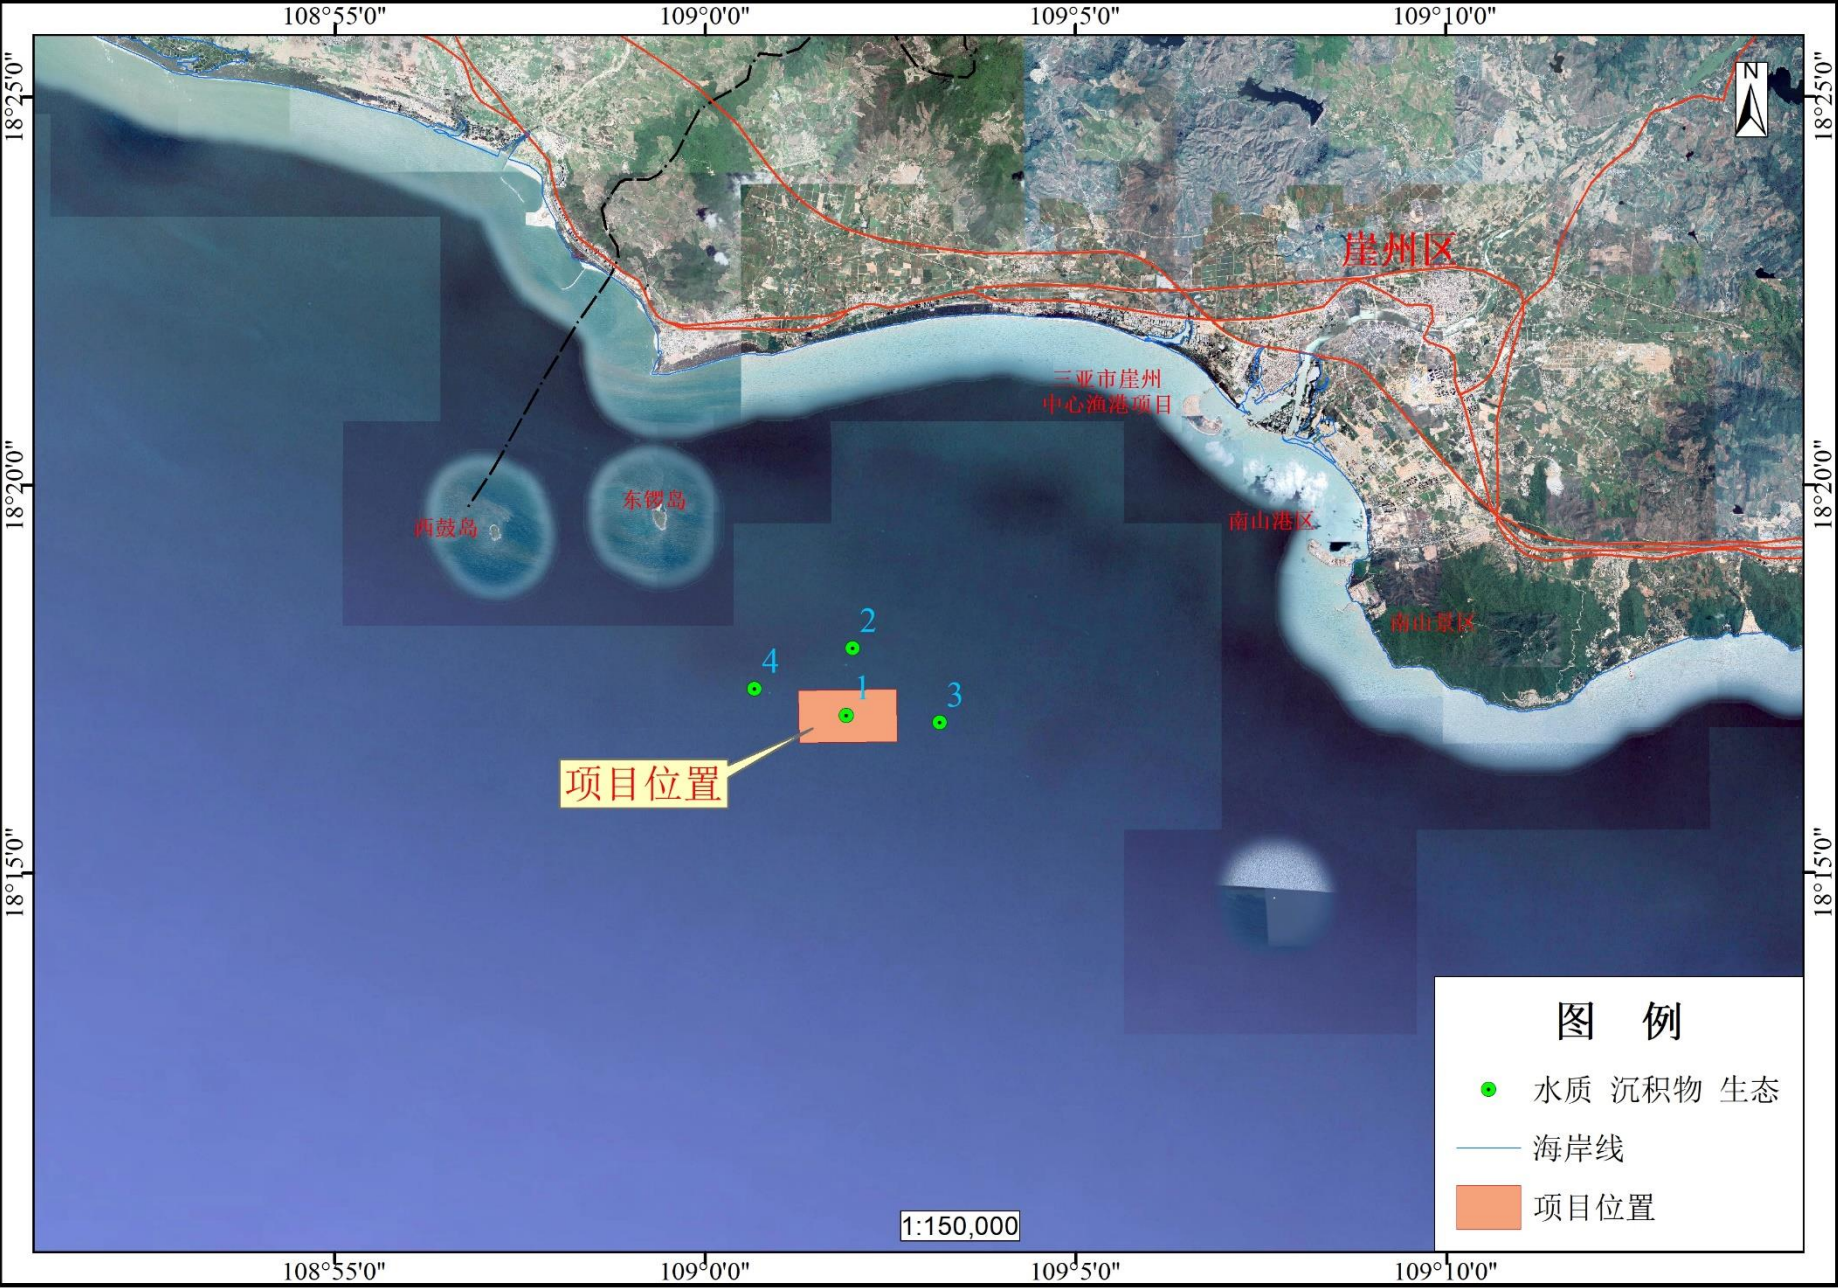 108°55'0" 109°0'0" 109°5'0" 109°10'0"
18°25'0" 18°25'0"
N
崖州区
三亚市崖州
中心渔港项目
18°20'0" 18°20'0"
东锣岛
西鼓岛
南山港区
南山景区
2
4
1
3
项目位置
18°15'0" 18°15'0"
图 例
水质 沉积物 生态
海岸线
项目位置
1:150,000
108°55'0" 109°0'0" 109°5'0" 109°10'0"